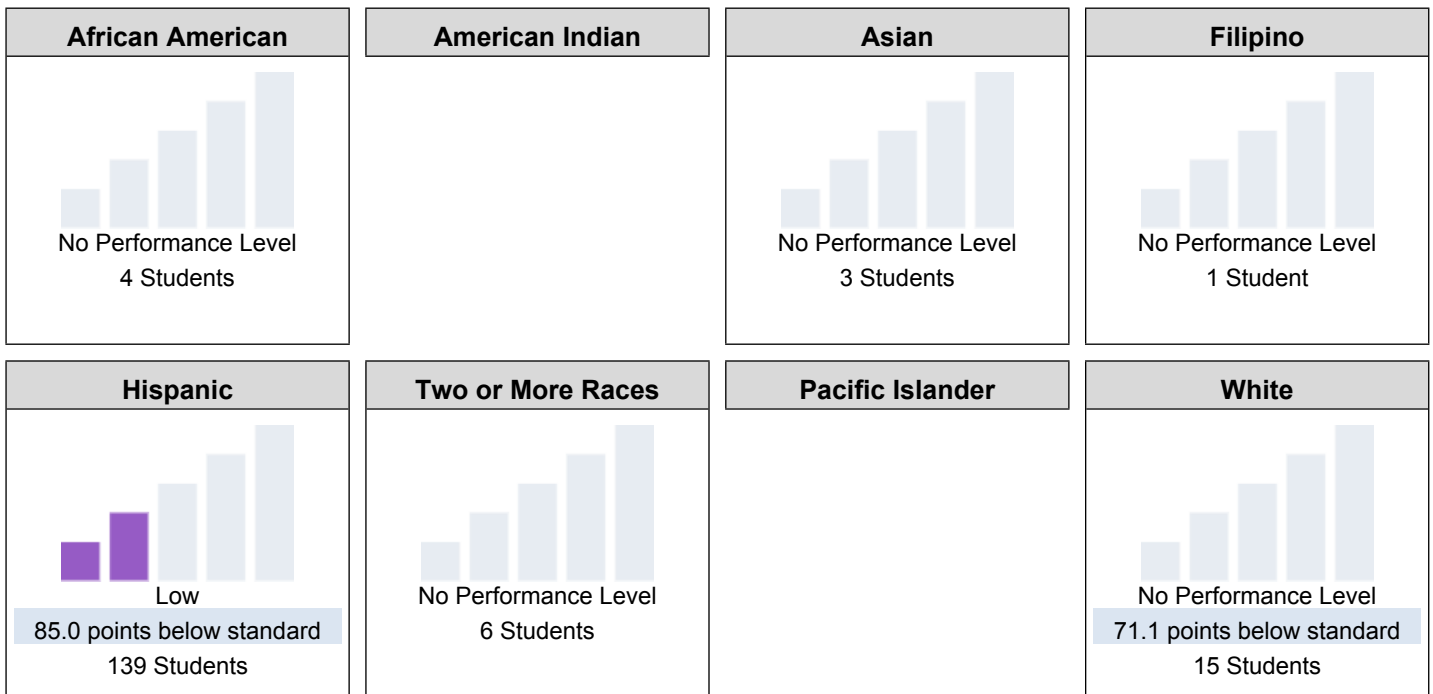 African American
American Indian
Asian
Filipino
No Performance Level
4 Students
No Performance Level
3 Students
No Performance Level
1 Student
Hispanic
Two or More Races
Pacific Islander
White
Low
85.0 points below standard
139 Students
No Performance Level
6 Students
No Performance Level
71.1 points below standard
15 Students